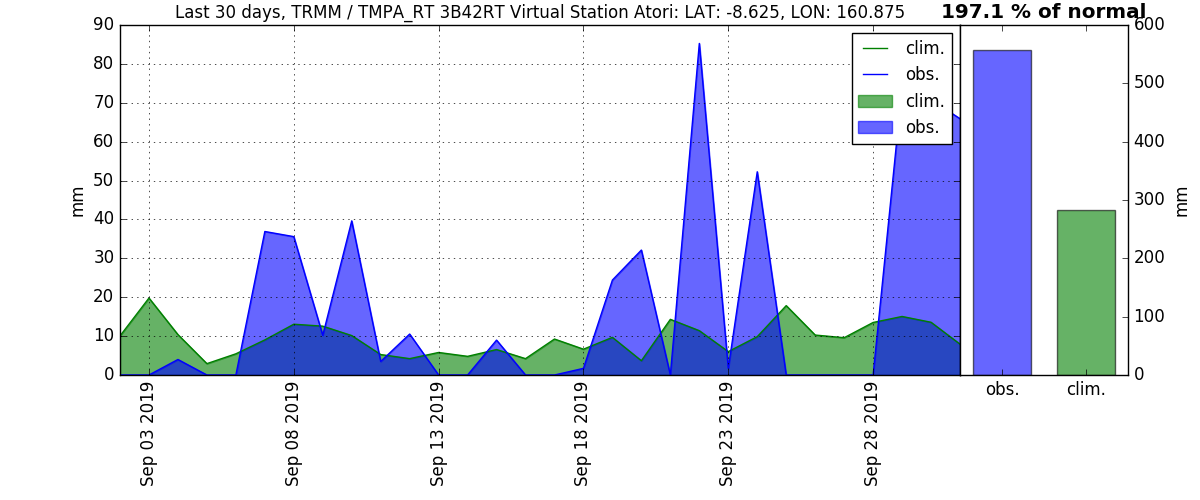 Last 30 days, TRMM / TMPA_RT 3B42RT Virtual Station Atori: LAT: -8.625, LON: 160.875
197.1 % of normal
90
80
70
60
50
40
30
20
10
0
mm
clim.
obs.
clim.
obs.
Sep 03 2019
Sep 08 2019
Sep 13 2019
Sep 18 2019
Sep 23 2019
Sep 28 2019
600
500
400
300
200
100
0
mm
obs.
clim.